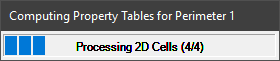 Computing Property Tables for Perimeter 1
Processing 2D Cells (4/4)